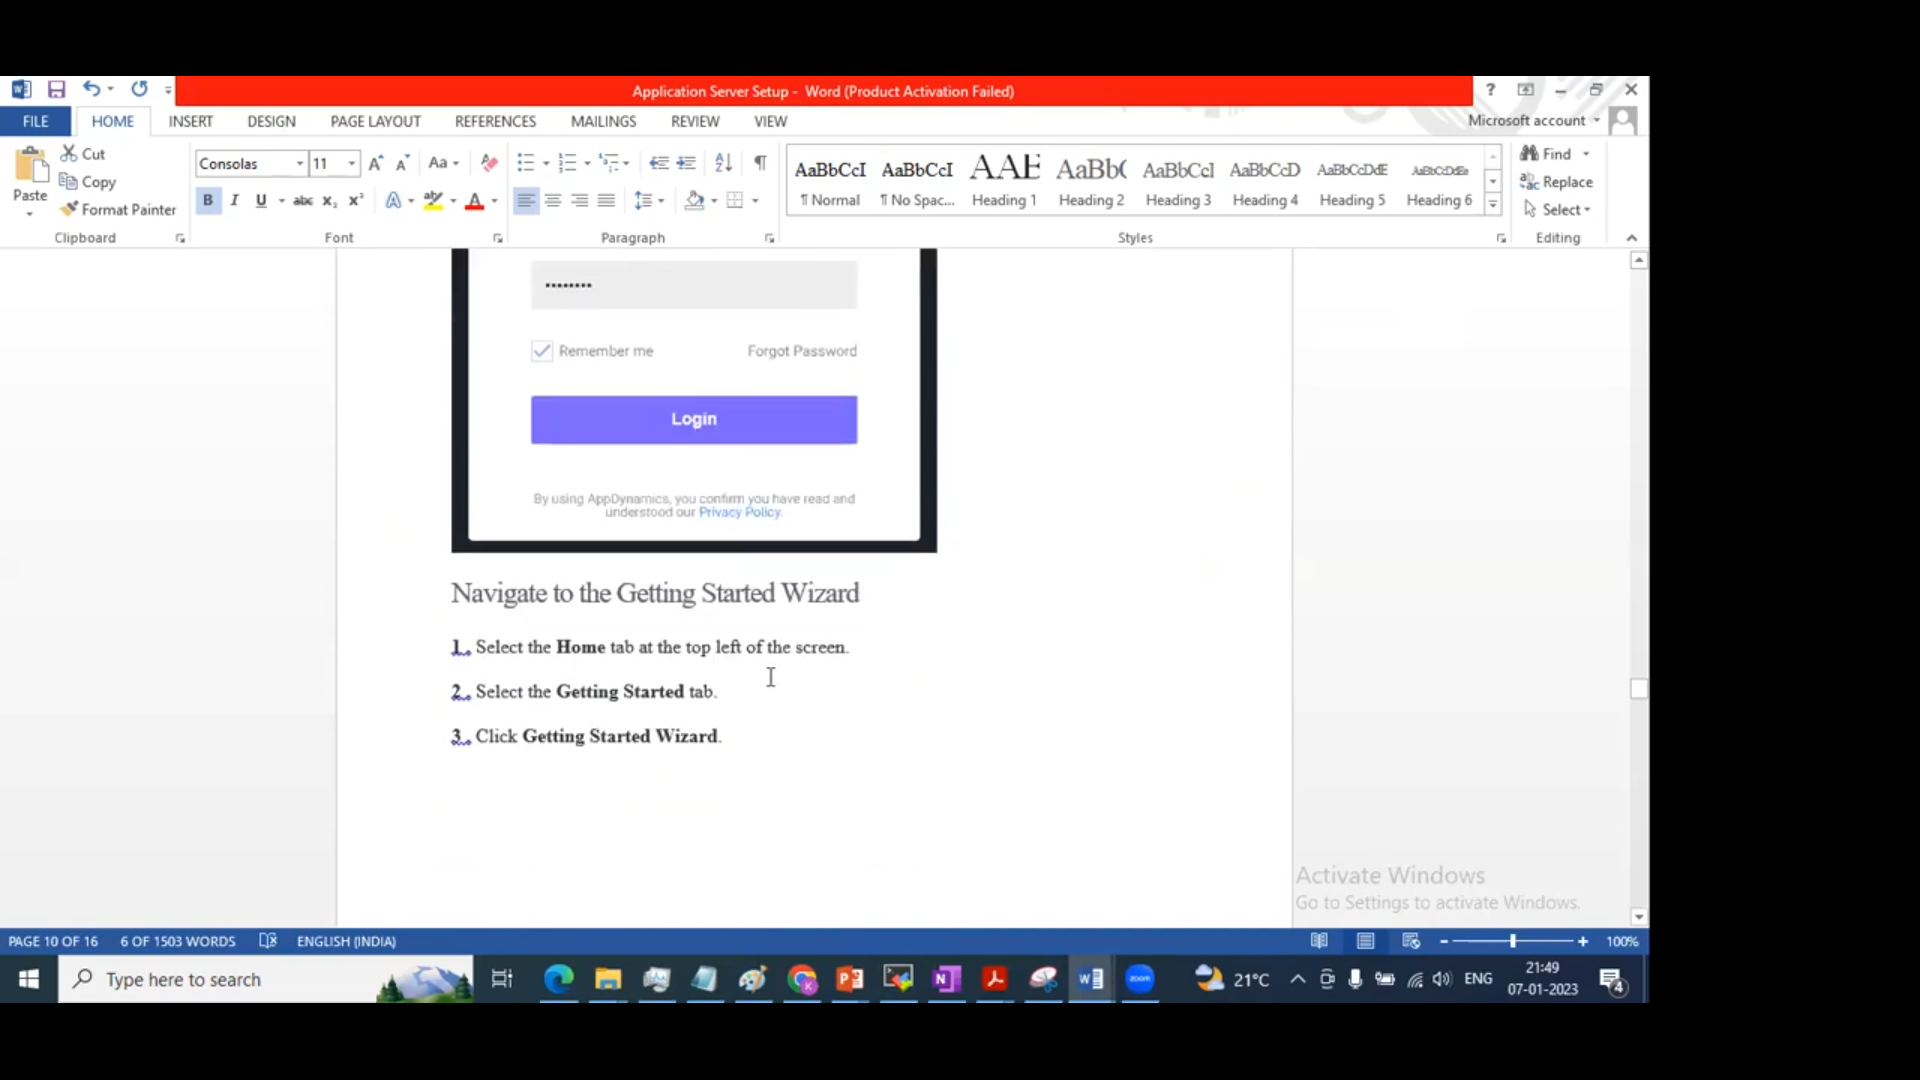 Application Server Setup - Word (Product Activation Failed)
?
FILE HOME INSERT DESIGN PAGE LAYOUT REFERENCES MAILINGS REVIEW VIEW Microsoft account
Paste
Cut
Copy
Format Painter
Clipboard
Consolas 11
Aa
B I U abc X₂ X² A A
Font
Paragraph
AaBbCcI AaBbCcI AAE AaBb( AaBbCcl AaBbCcD AaBbCcDdE AaBbCcDdEe
¶ Normal ¶ No Spac... Heading 1 Heading 2 Heading 3 Heading 4 Heading 5 Heading 6
Styles
Find
Replace
Select
Editing
••••••••
Remember me Forgot Password
Login
By using AppDynamics, you confirm you have read and
understood our Privacy Policy.
Navigate to the Getting Started Wizard
1.. Select the Home tab at the top left of the screen.
2.. Select the Getting Started tab.
3.. Click Getting Started Wizard.
Activate Windows
Go to Settings to activate Windows.
PAGE 10 OF 16 6 OF 1503 WORDS ENGLISH (INDIA) 100%
Type here to search
zoom
21°C
ENG
21:49
07-01-2023
4